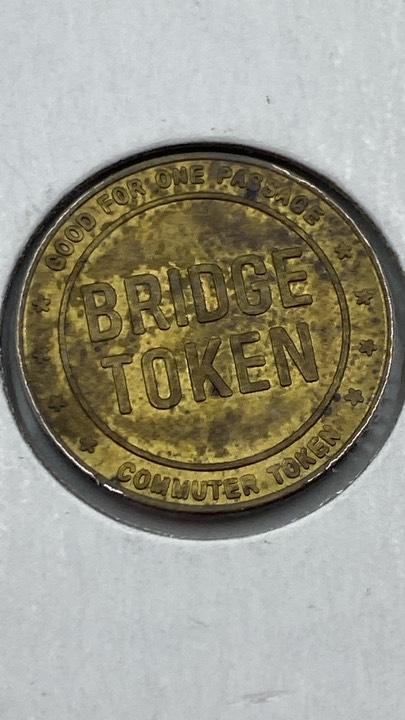 GOOD FOR ONE PASSAGE
BRIDGE
TOKEN
COMMUTER TOKEN